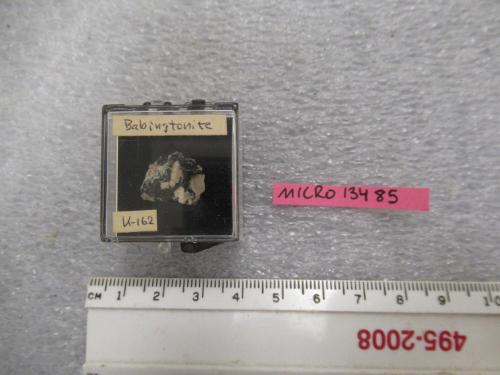 Babingtonite
K-162
MICRO 13485
CM 1 2 3 4 5 6 7 8 9 10
495-2008